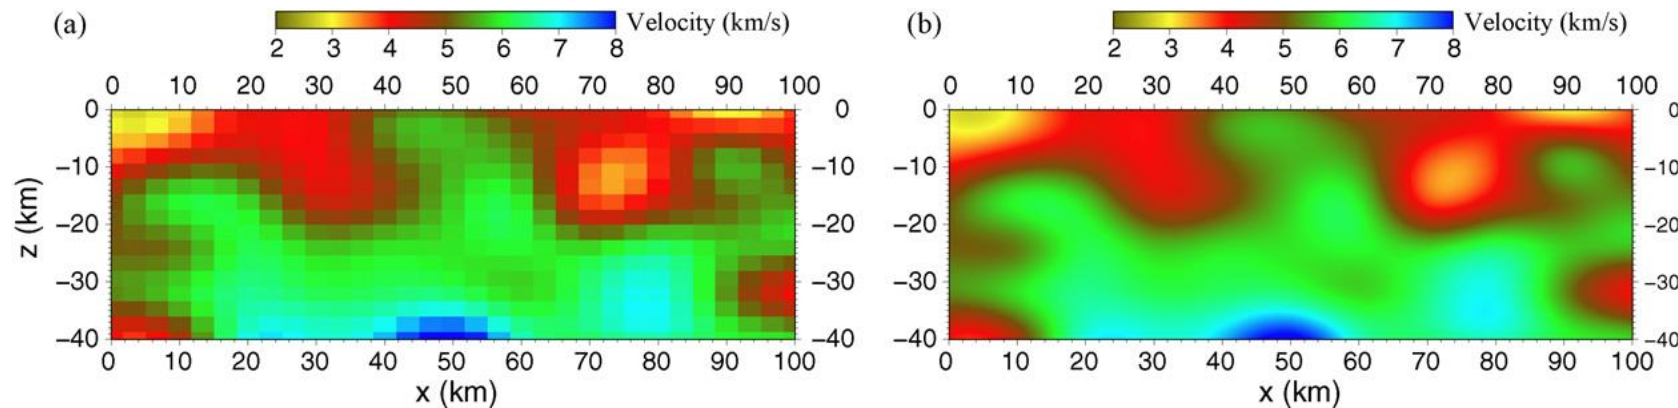 (a) Velocity (km/s)
2 3 4 5 6 7 8
0 10 20 30 40 50 60 70 80 90 100
0 0
−10 −10
−20 −20
−30 −30
−40 −40
z (km)
0 10 20 30 40 50 60 70 80 90 100
x (km)
(b) Velocity (km/s)
2 3 4 5 6 7 8
0 10 20 30 40 50 60 70 80 90 100
0
−10
−20
−30
−40
0 10 20 30 40 50 60 70 80 90 100
x (km)